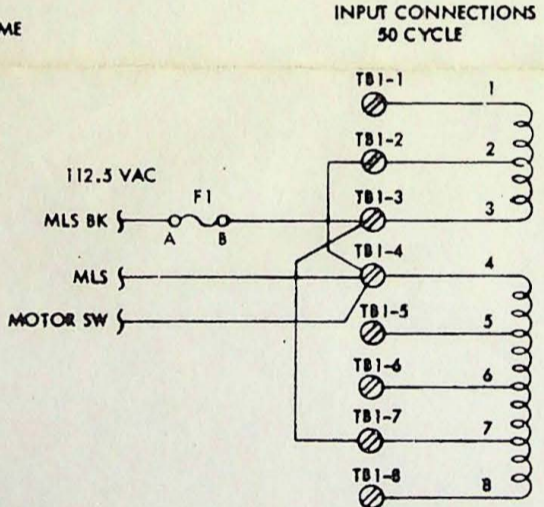 INPUT CONNECTIONS
50 CYCLE
ME
TB1-1
1
TB1-2
2
112.5 VAC
F1
TB1-3
3
MLS BK
A
B
TB1-4
4
MLS
TB1-5
5
MOTOR SW
TB1-6
6
TB1-7
7
TB1-8
8